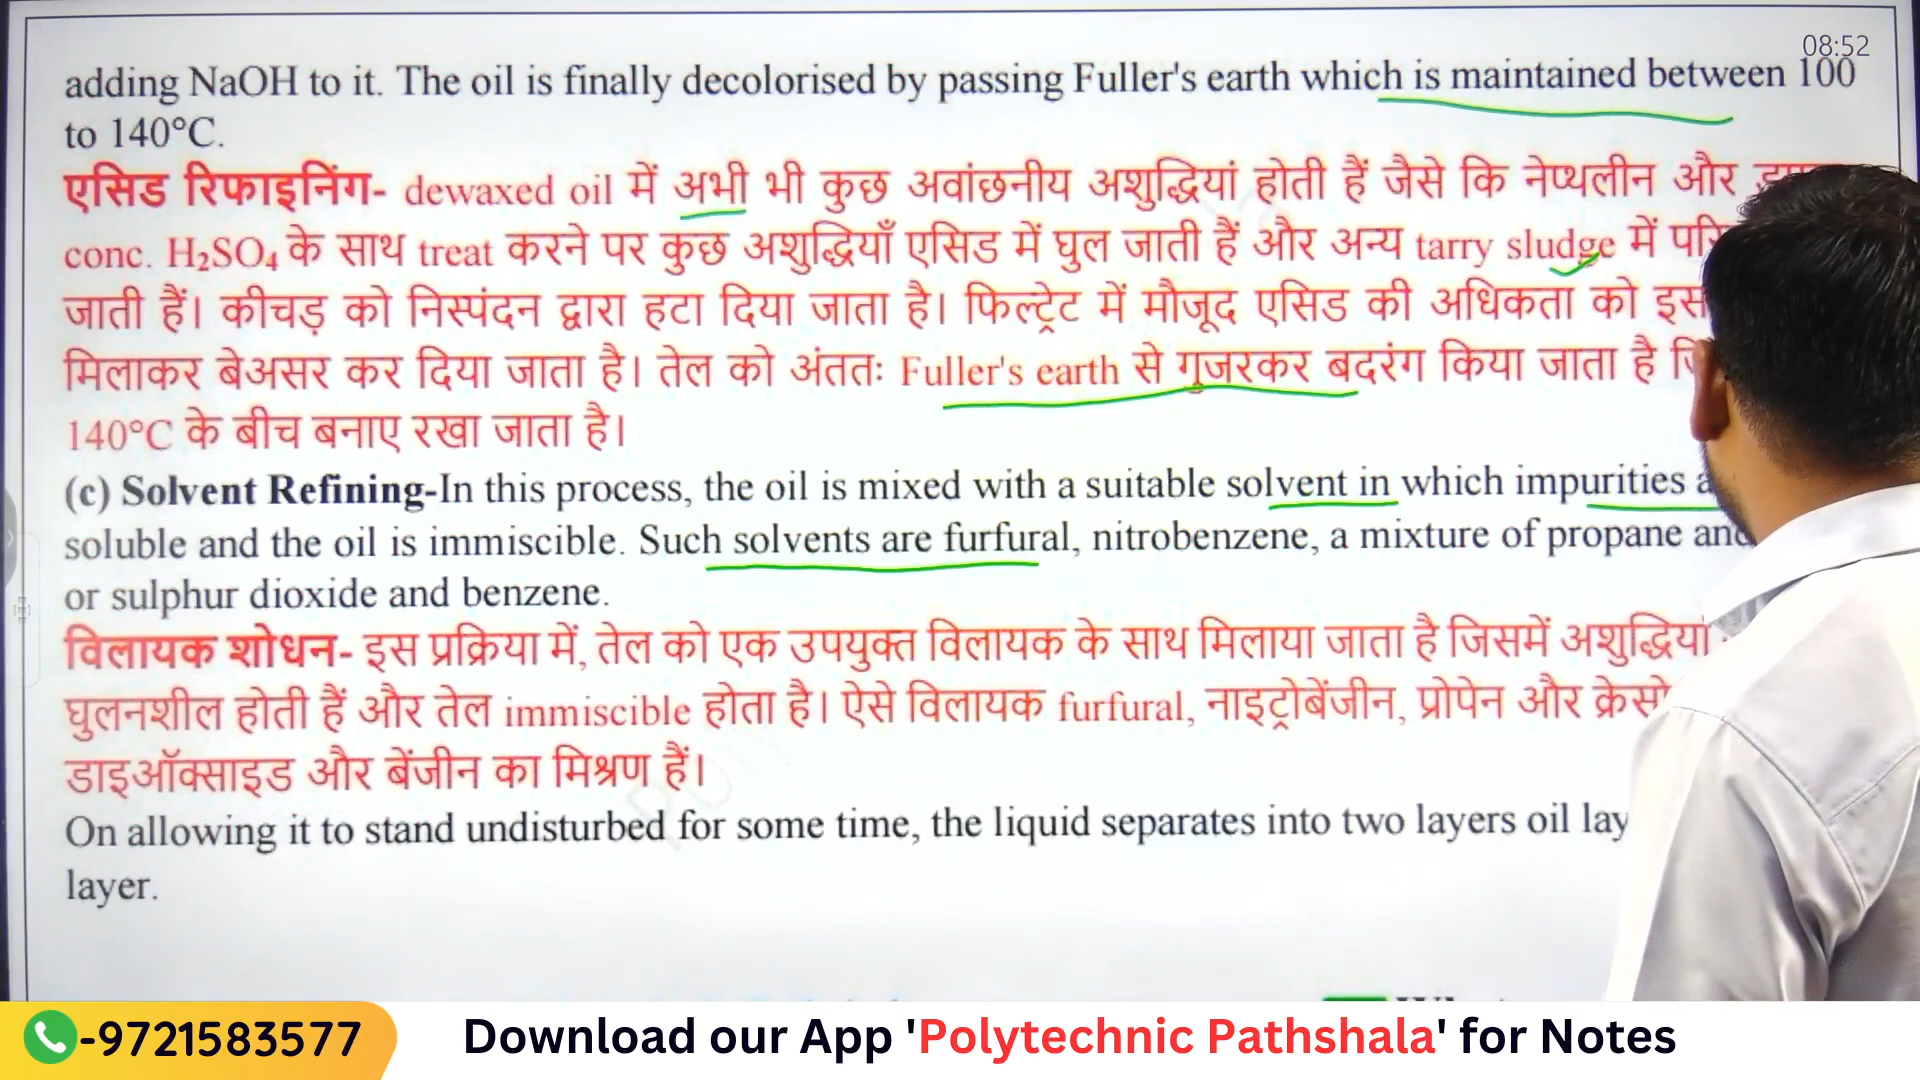 08:52
adding NaOH to it. The oil is finally decolorised by passing Fuller's earth which is maintained between 100
to 140°C.
एसिड रिफाइनिंग- dewaxed oil में अभी भी कुछ अवांछनीय अशुद्धियां होती हैं जैसे कि नेप्थलीन और
conc. H₂SO₄ के साथ treat करने पर कुछ अशुद्धियाँ एसिड में घुल जाती हैं और अन्य tarry sludge में
जाती हैं। कीचड़ को निस्पंदन द्वारा हटा दिया जाता है। फिल्ट्रेट में मौजूद एसिड की अधिकता को
मिलाकर बेअसर कर दिया जाता है। तेल को अंततः Fuller's earth से गुजरकर बदरंग किया जाता है
140°C के बीच बनाए रखा जाता है।
(c) Solvent Refining-In this process, the oil is mixed with a suitable solvent in which impurities
soluble and the oil is immiscible. Such solvents are furfural, nitrobenzene, a mixture of propane and
or sulphur dioxide and benzene.
विलायक शोधन- इस प्रक्रिया में, तेल को एक उपयुक्त विलायक के साथ मिलाया जाता है जिसमें अशुद्धियां
घुलनशील होती हैं और तेल immiscible होता है। ऐसे विलायक furfural, नाइट्रोबेंजीन, प्रोपेन और
डाइऑक्साइड और बेंजीन का मिश्रण हैं।
On allowing it to stand undisturbed for some time, the liquid separates into two layers oil
layer.
-9721583577
Download our App 'Polytechnic Pathshala' for Notes